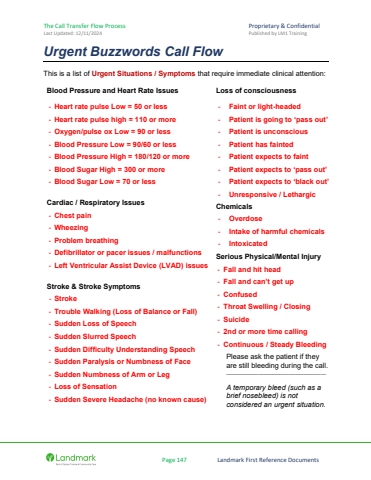 The Call Transfer Flow Process
Proprietary & Confidential
Last Updated: 12/11/2024
Published by LM1 Training
Urgent Buzzwords Call Flow
This is a list of Urgent Situations / Symptoms that require immediate clinical attention:
Blood Pressure and Heart Rate Issues
- Heart rate pulse Low = 50 or less
- Heart rate pulse high = 110 or more
- Oxygen/pulse ox Low = 90 or less
- Blood Pressure Low = 90/60 or less
- Blood Pressure High = 180/120 or more
- Blood Sugar High = 300 or more
- Blood Sugar Low = 70 or less
Cardiac / Respiratory Issues
- Chest pain
- Wheezing
- Problem breathing
- Defibrillator or pacer issues / malfunctions
- Left Ventricular Assist Device (LVAD) issues
Stroke & Stroke Symptoms
- Stroke
- Trouble Walking (Loss of Balance or Fall)
- Sudden Loss of Speech
- Sudden Slurred Speech
- Sudden Difficulty Understanding Speech
- Sudden Paralysis or Numbness of Face
- Sudden Numbness of Arm or Leg
- Loss of Sensation
- Sudden Severe Headache (no known cause)
Loss of consciousness
- Faint or light-headed
- Patient is going to ‘pass out’
- Patient is unconscious
- Patient has fainted
- Patient expects to faint
- Patient expects to ‘pass out’
- Patient expects to ‘black out’
- Unresponsive / Lethargic
Chemicals
- Overdose
- Intake of harmful chemicals
- Intoxicated
Serious Physical/Mental Injury
- Fall and hit head
- Fall and can't get up
- Confused
- Throat Swelling / Closing
- Suicide
- 2nd or more time calling
- Continuous / Steady Bleeding
Please ask the patient if they
are still bleeding during the call.
A temporary bleed (such as a
brief nosebleed) is not
considered an urgent situation.
Landmark
Page 147
Landmark First Reference Documents